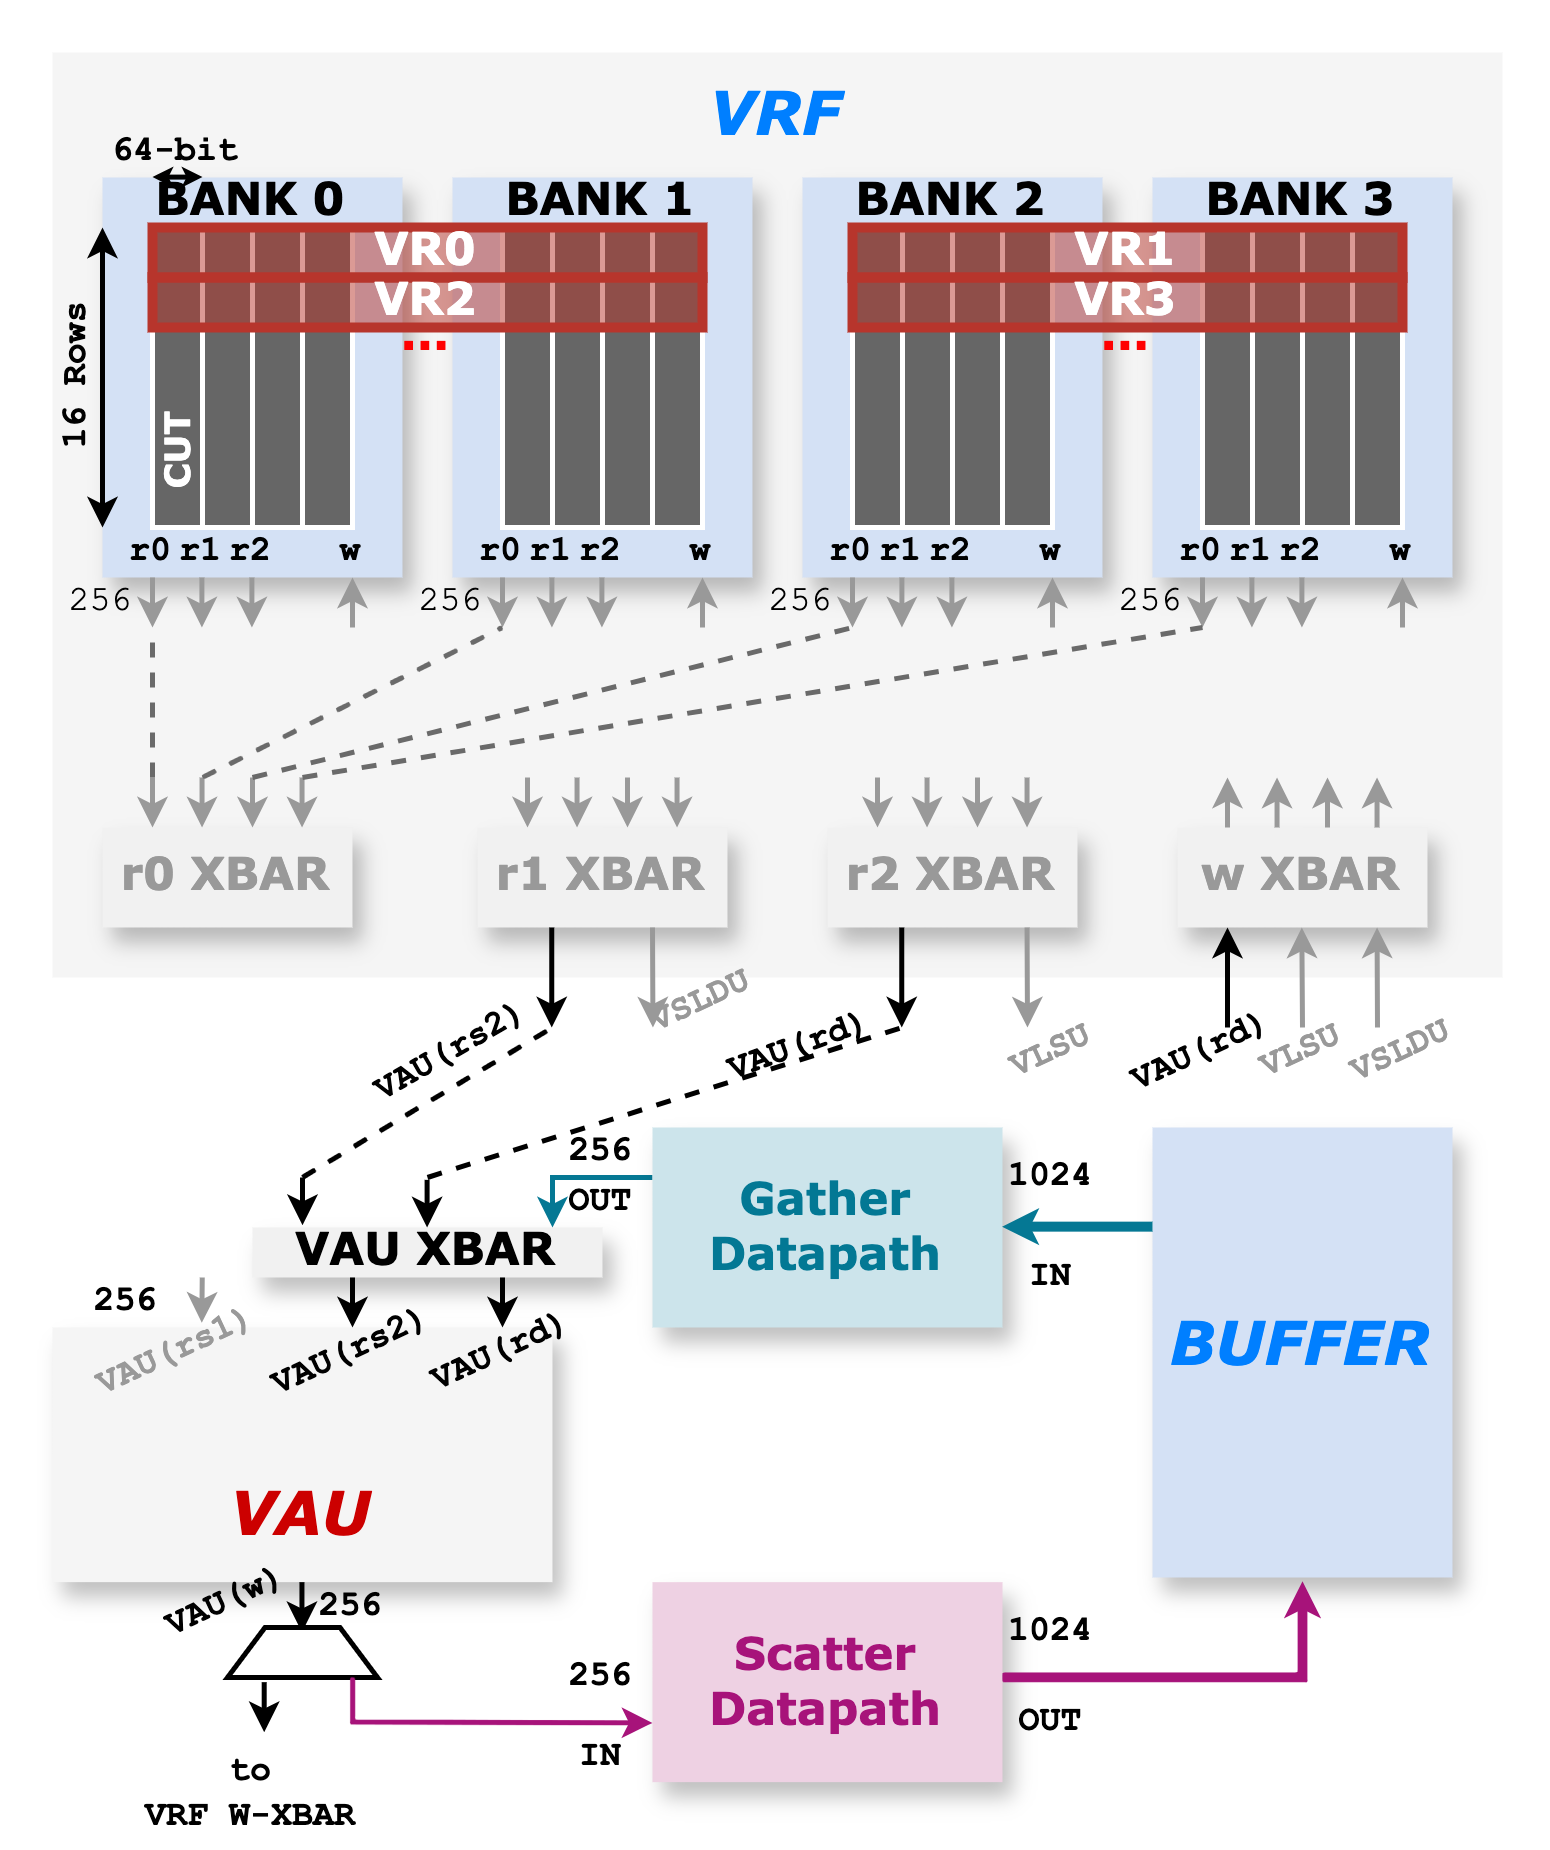 VRF
64-bit
BANK 0
BANK 1
BANK 2
BANK 3
VR0
VR1
VR2
VR3
...
...
16 Rows
CUT
r0 r1 r2 w
r0 r1 r2 w
r0 r1 r2 w
r0 r1 r2 w
256
256
256
256
r0 XBAR
r1 XBAR
r2 XBAR
w XBAR
VAU(rs2)
VSLDU
VAU(rd)
VLSU
VAU(rd)
VLSU
VSLDU
256
OUT
Gather
Datapath
1024
IN
VAU XBAR
256
VAU(rs1)
VAU(rs2)
VAU(rd)
BUFFER
VAU
VAU(w)
256
256
IN
Scatter
Datapath
1024
OUT
to
VRF W-XBAR